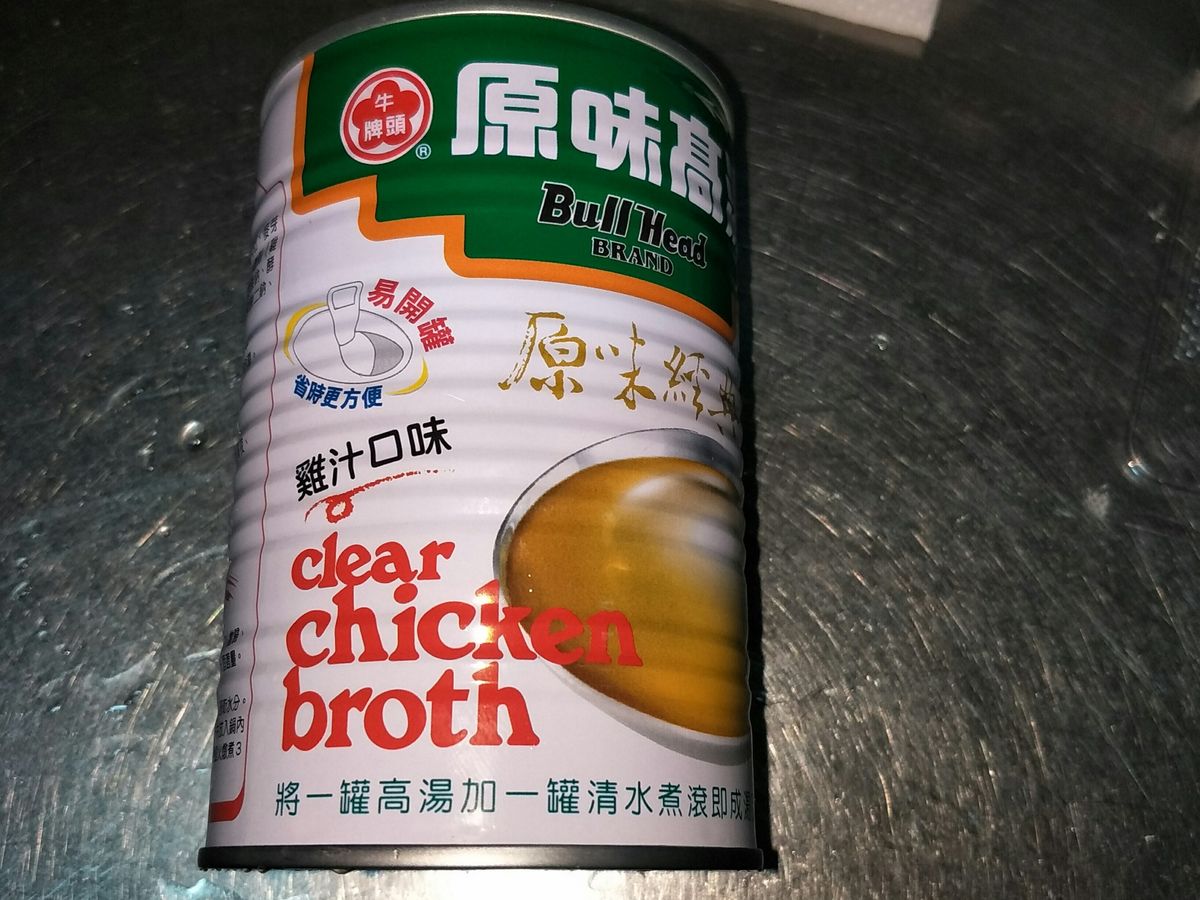 牛
牌頭
®
原味高
Bull Head
BRAND
易開罐
省時更方便
原味經典
雞汁口味
clear
chicken
broth
將一罐高湯加一罐清水煮滾即成